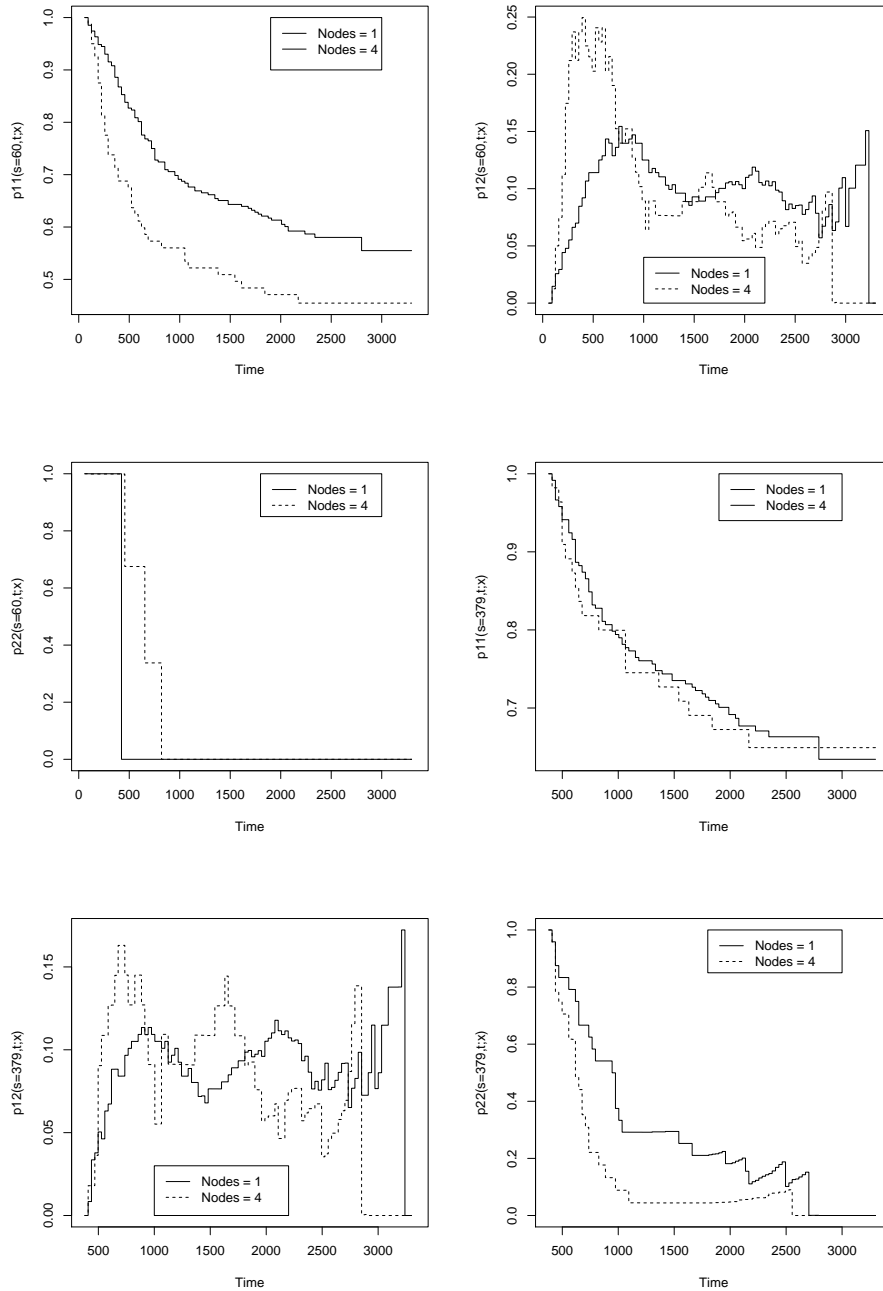 p11(s=60,t;x)
1.0
0.9
0.8
0.7
0.6
0.5
Nodes = 1
Nodes = 4
0 500 1000 1500 2000 2500 3000
Time
p12(s=60,t;x)
0.25
0.20
0.15
0.10
0.05
0.00
Nodes = 1
Nodes = 4
0 500 1000 1500 2000 2500 3000
Time
p22(s=60,t;x)
1.0
0.8
0.6
0.4
0.2
0.0
Nodes = 1
Nodes = 4
0 500 1000 1500 2000 2500 3000
Time
p11(s=379,t;x)
1.0
0.9
0.8
0.7
Nodes = 1
Nodes = 4
500 1000 1500 2000 2500 3000
Time
p12(s=379,t;x)
0.15
0.10
0.05
0.00
Nodes = 1
Nodes = 4
500 1000 1500 2000 2500 3000
Time
p22(s=379,t;x)
1.0
0.8
0.6
0.4
0.2
0.0
Nodes = 1
Nodes = 4
500 1000 1500 2000 2500 3000
Time